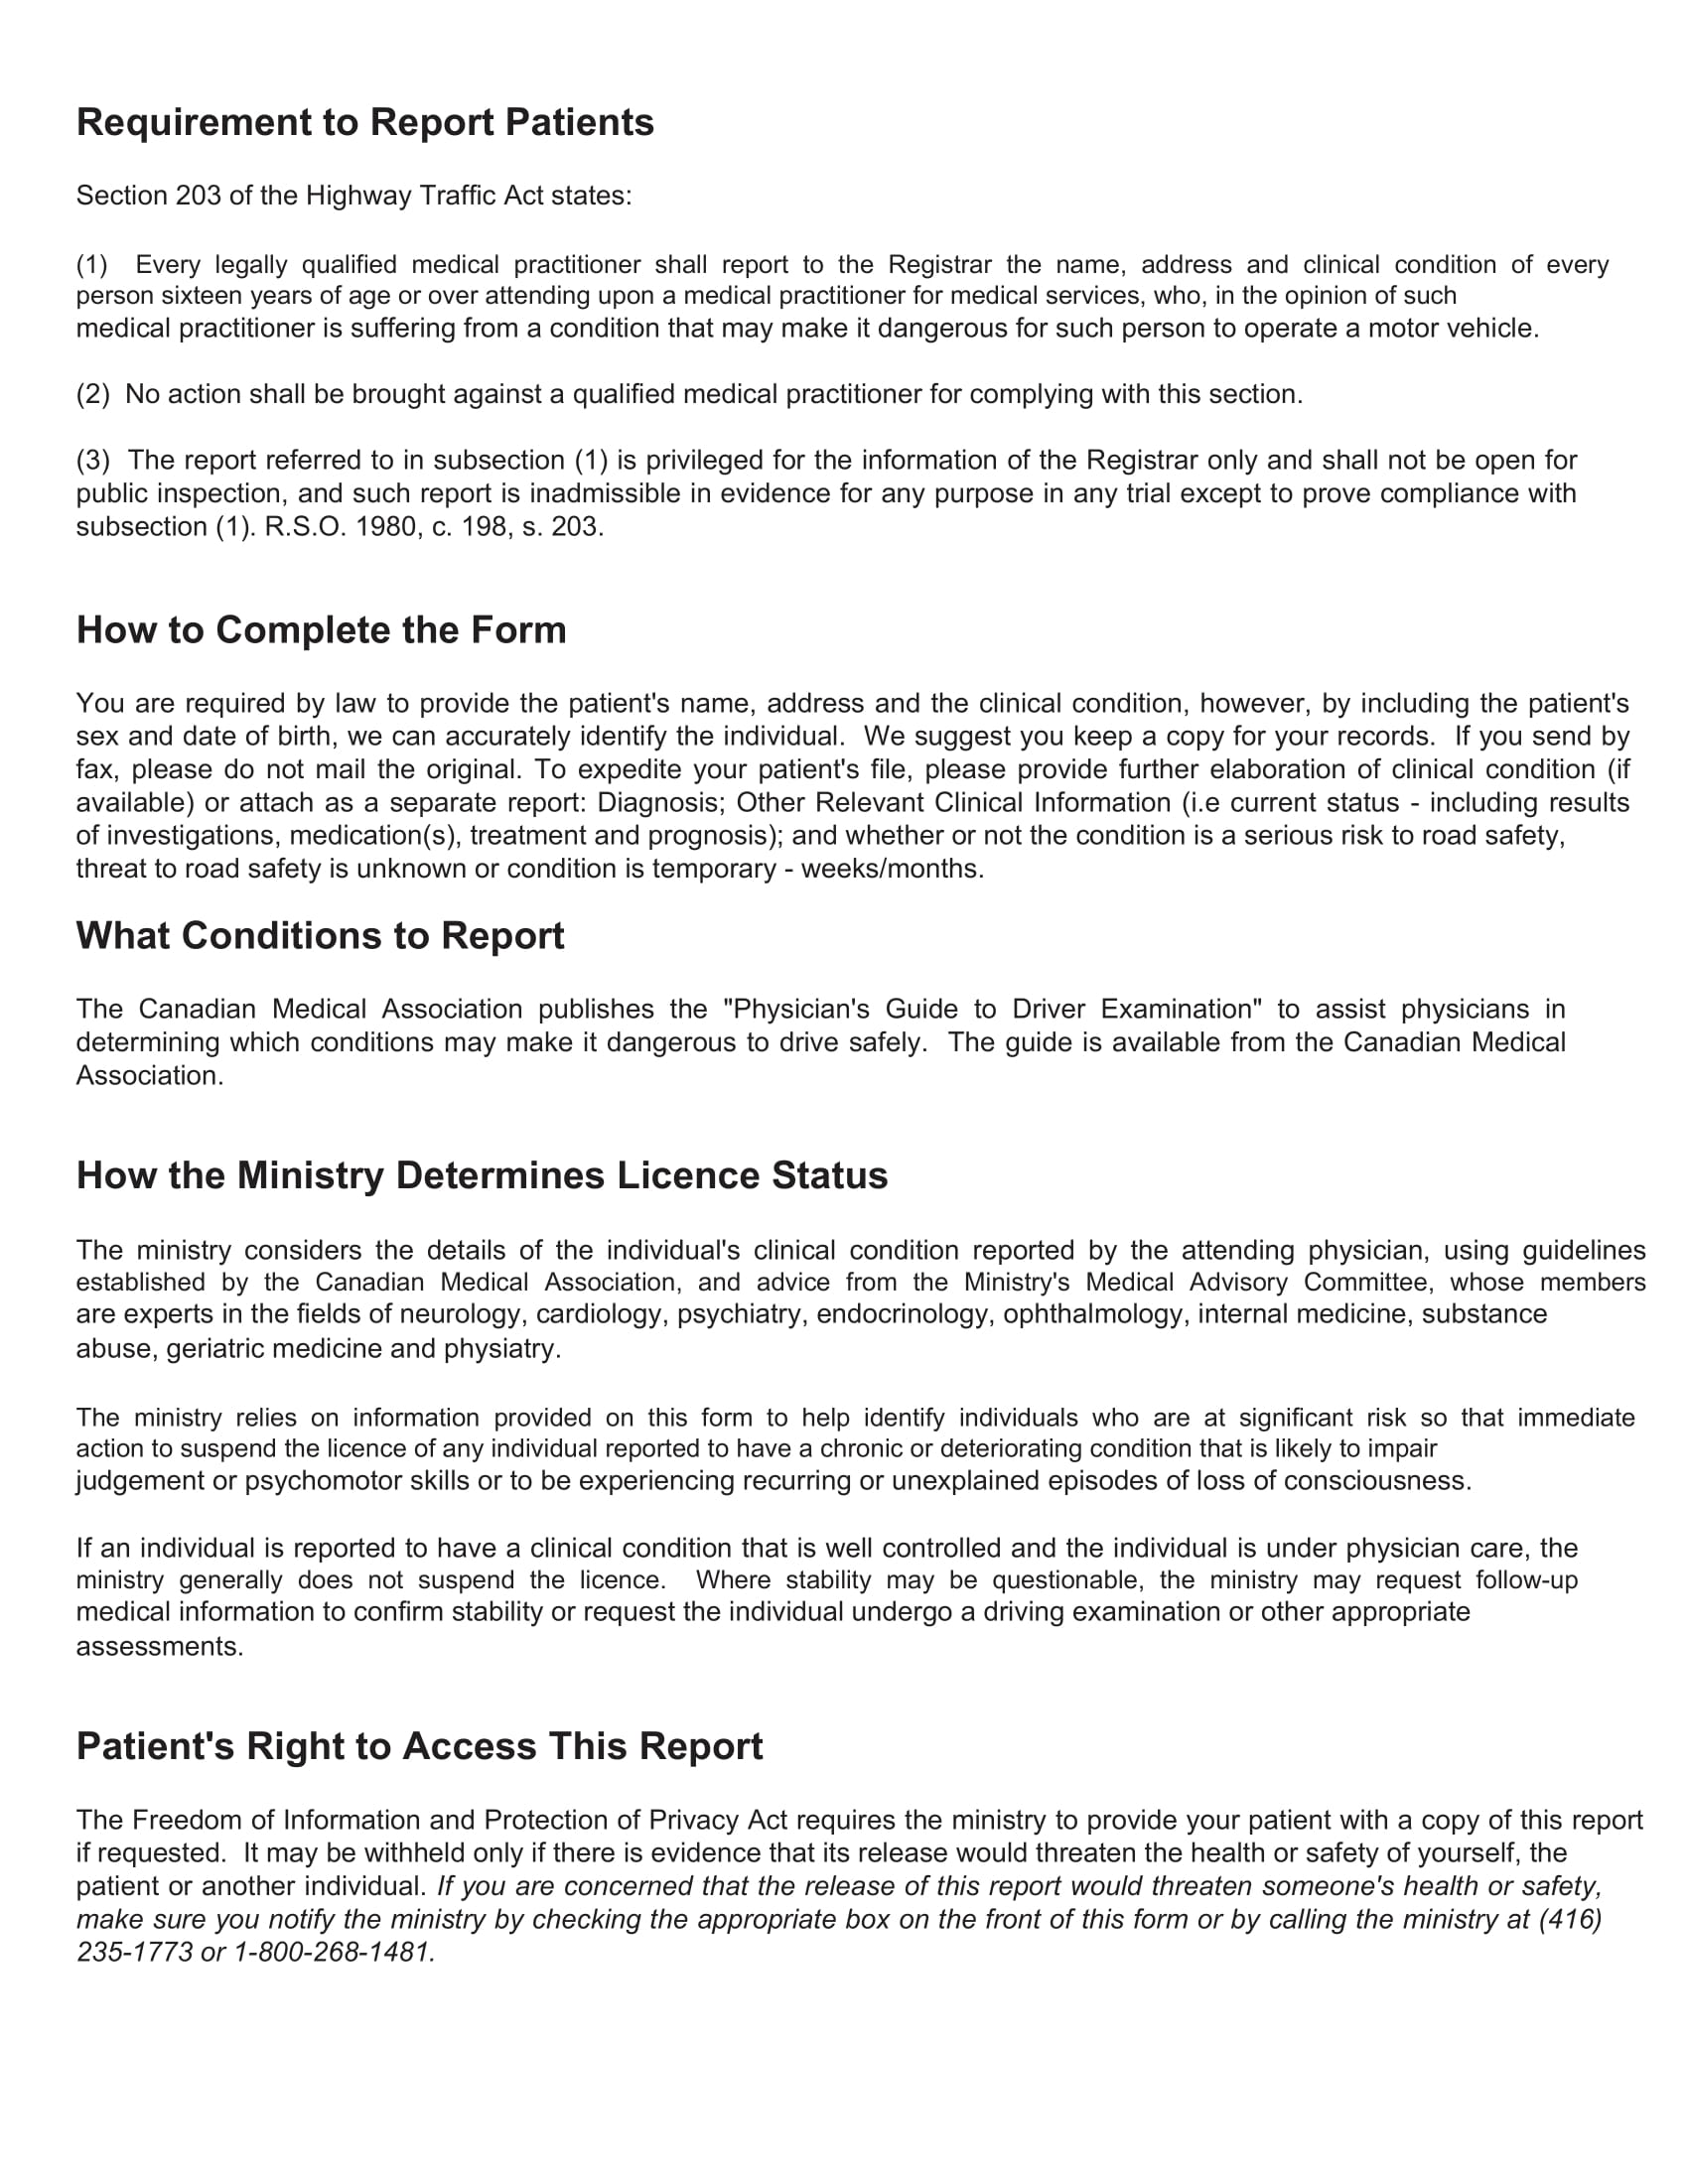 Requirement to Report Patients
Section 203 of the Highway Traffic Act states:
(1) Every legally qualified medical practitioner shall report to the Registrar the name, address and clinical condition of every
person sixteen years of age or over attending upon a medical practitioner for medical services, who, in the opinion of such
medical practitioner is suffering from a condition that may make it dangerous for such person to operate a motor vehicle.
(2) No action shall be brought against a qualified medical practitioner for complying with this section.
(3) The report referred to in subsection (1) is privileged for the information of the Registrar only and shall not be open for
public inspection, and such report is inadmissible in evidence for any purpose in any trial except to prove compliance with
subsection (1). R.S.O. 1980, c. 198, s. 203.
How to Complete the Form
You are required by law to provide the patient's name, address and the clinical condition, however, by including the patient's
sex and date of birth, we can accurately identify the individual. We suggest you keep a copy for your records. If you send by
fax, please do not mail the original. To expedite your patient's file, please provide further elaboration of clinical condition (if
available) or attach as a separate report: Diagnosis; Other Relevant Clinical Information (i.e current status - including results
of investigations, medication(s), treatment and prognosis); and whether or not the condition is a serious risk to road safety,
threat to road safety is unknown or condition is temporary - weeks/months.
What Conditions to Report
The Canadian Medical Association publishes the "Physician's Guide to Driver Examination" to assist physicians in
determining which conditions may make it dangerous to drive safely. The guide is available from the Canadian Medical
Association.
How the Ministry Determines Licence Status
The ministry considers the details of the individual's clinical condition reported by the attending physician, using guidelines
established by the Canadian Medical Association, and advice from the Ministry's Medical Advisory Committee, whose members
are experts in the fields of neurology, cardiology, psychiatry, endocrinology, ophthalmology, internal medicine, substance
abuse, geriatric medicine and physiatry.
The ministry relies on information provided on this form to help identify individuals who are at significant risk so that immediate
action to suspend the licence of any individual reported to have a chronic or deteriorating condition that is likely to impair
judgement or psychomotor skills or to be experiencing recurring or unexplained episodes of loss of consciousness.
If an individual is reported to have a clinical condition that is well controlled and the individual is under physician care, the
ministry generally does not suspend the licence. Where stability may be questionable, the ministry may request follow-up
medical information to confirm stability or request the individual undergo a driving examination or other appropriate
assessments.
Patient's Right to Access This Report
The Freedom of Information and Protection of Privacy Act requires the ministry to provide your patient with a copy of this report
if requested. It may be withheld only if there is evidence that its release would threaten the health or safety of yourself, the
patient or another individual. If you are concerned that the release of this report would threaten someone's health or safety,
make sure you notify the ministry by checking the appropriate box on the front of this form or by calling the ministry at (416)
235-1773 or 1-800-268-1481.